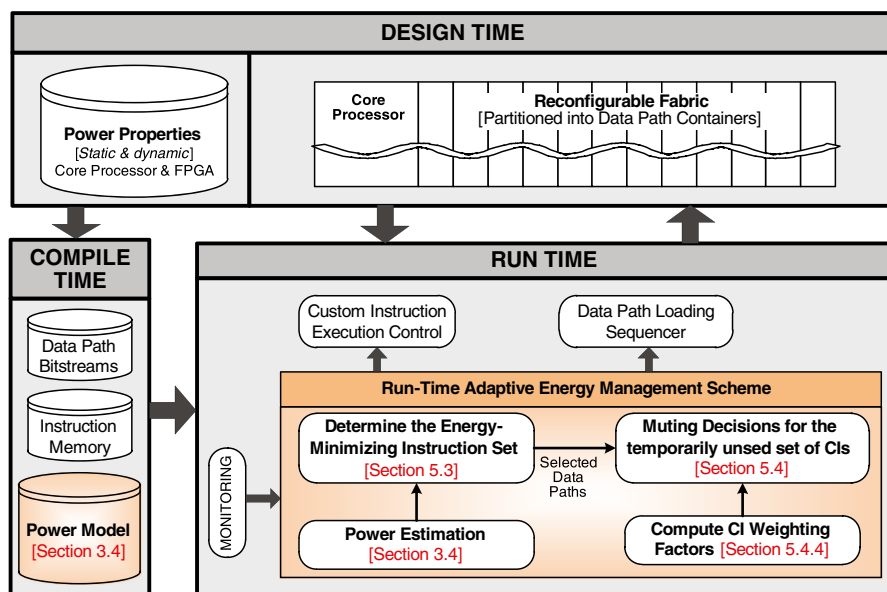 DESIGN TIME
Power Properties
[Static & dynamic]
Core Processor & FPGA
Core
Processor
Reconfigurable Fabric
[Partitioned into Data Path Containers]
COMPILE
TIME
Data Path
Bitstreams
Instruction
Memory
Power Model
[Section 3.4]
RUN TIME
Custom Instruction
Execution Control
Data Path Loading
Sequencer
Run-Time Adaptive Energy Management Scheme
MONITORING
Determine the Energy-
Minimizing Instruction Set
[Section 5.3]
Selected
Data
Paths
Muting Decisions for the
temporarily unsed set of CIs
[Section 5.4]
Power Estimation
[Section 3.4]
Compute CI Weighting
Factors [Section 5.4.4]